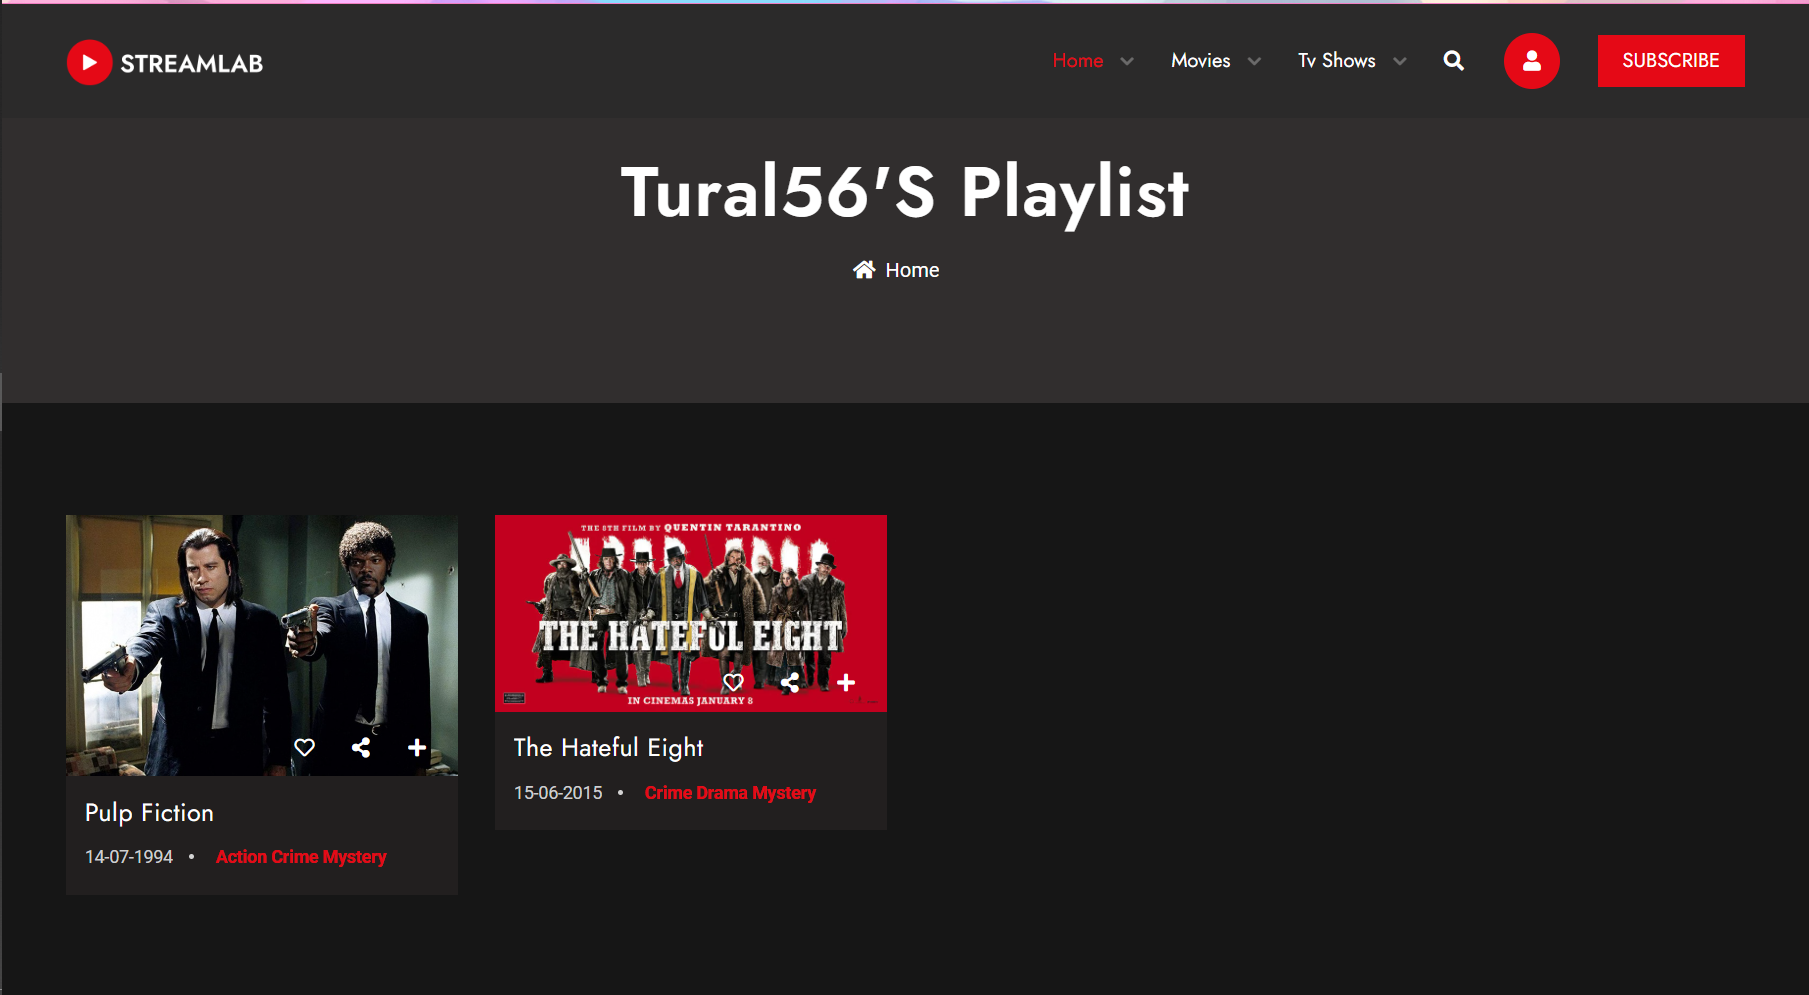 STREAMLAB
Home Movies Tv Shows SUBSCRIBE
Tural56'S Playlist
Home
THE 8TH FILM BY QUENTIN TARANTINO
THE HATEFUL EIGHT
IN CINEMAS JANUARY 8
Pulp Fiction
14-07-1994 • Action Crime Mystery
The Hateful Eight
15-06-2015 • Crime Drama Mystery